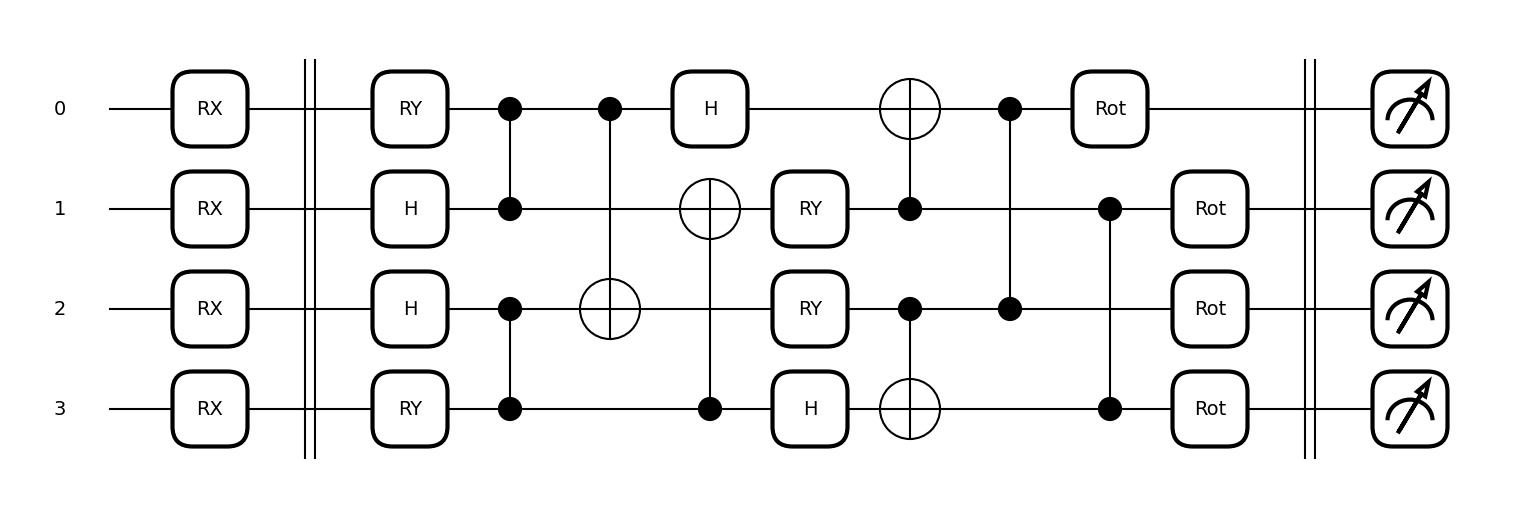 0 RX RY H Rot
1 RX H RY Rot
2 RX H RY Rot
3 RX RY H Rot